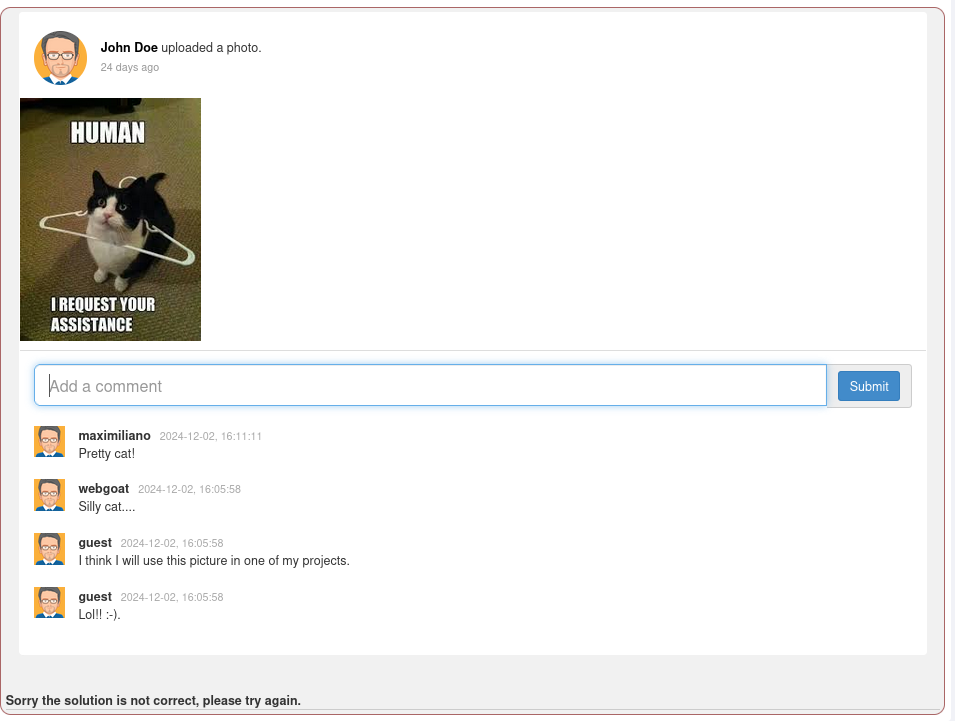 John Doe uploaded a photo.
24 days ago
HUMAN
I REQUEST YOUR
ASSISTANCE
Add a comment
Submit
maximiliano 2024-12-02, 16:11:11
Pretty cat!
webgoat 2024-12-02, 16:05:58
Silly cat....
guest 2024-12-02, 16:05:58
I think I will use this picture in one of my projects.
guest 2024-12-02, 16:05:58
Lol!! :-).
Sorry the solution is not correct, please try again.